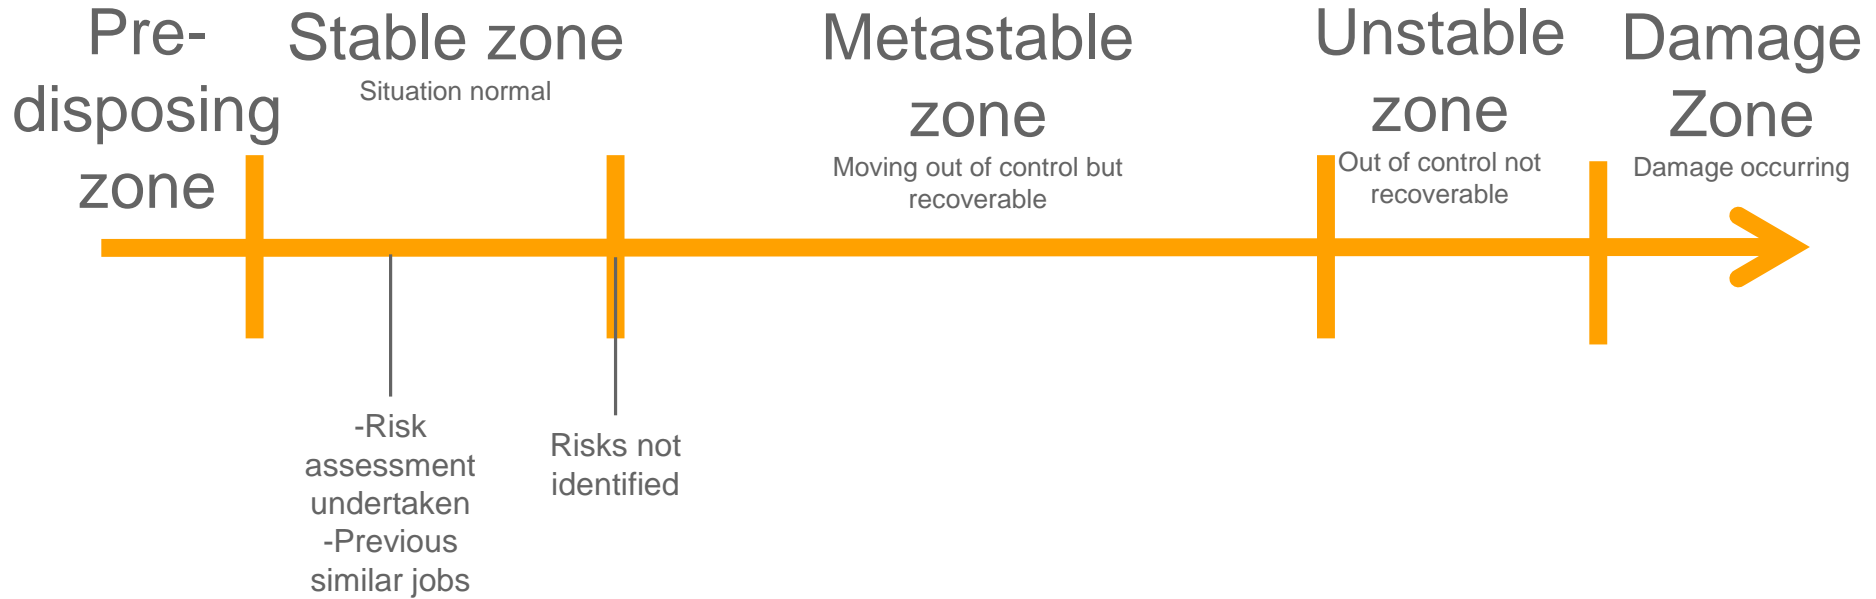 Pre-
disposing
zone
Stable zone
Situation normal
Metastable
zone
Moving out of control but
recoverable
Unstable
zone
Out of control not
recoverable
Damage
Zone
Damage occurring
-Risk
assessment
undertaken
-Previous
similar jobs
Risks not
identified